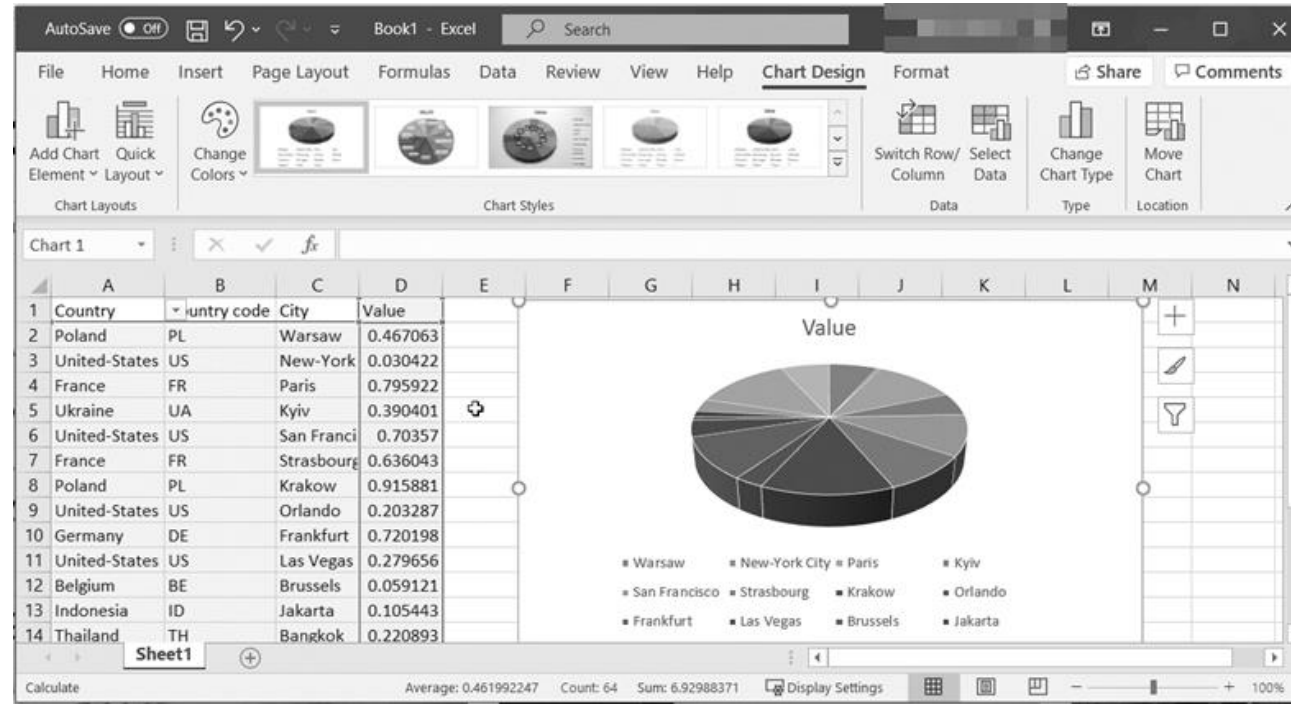 AutoSave Off Book1 - Excel Search
File Home Insert Page Layout Formulas Data Review View Help Chart Design Format Share Comments
Add Chart Element Quick Layout Change Colors Switch Row/ Column Select Data Change Chart Type Move Chart
Chart Layouts Chart Styles Data Type Location
Chart 1 fx
A B C D E F G H I J K L M N
1 Country untry code City Value
2 Poland PL Warsaw 0.467063
3 United-States US New-York 0.030422
4 France FR Paris 0.795922
5 Ukraine UA Kyiv 0.390401
6 United-States US San Franci 0.70357
7 France FR Strasbourg 0.636043
8 Poland PL Krakow 0.915881
9 United-States US Orlando 0.203287
10 Germany DE Frankfurt 0.720198
11 United-States US Las Vegas 0.279656
12 Belgium BE Brussels 0.059121
13 Indonesia ID Jakarta 0.105443
14 Thailand TH Bangkok 0.220893
Value
Warsaw New-York City Paris Kyiv
San Francisco Strasbourg Krakow Orlando
Frankfurt Las Vegas Brussels Jakarta
Sheet1
Calculate Average: 0.461992247 Count: 64 Sum: 6.92988371 Display Settings 100%